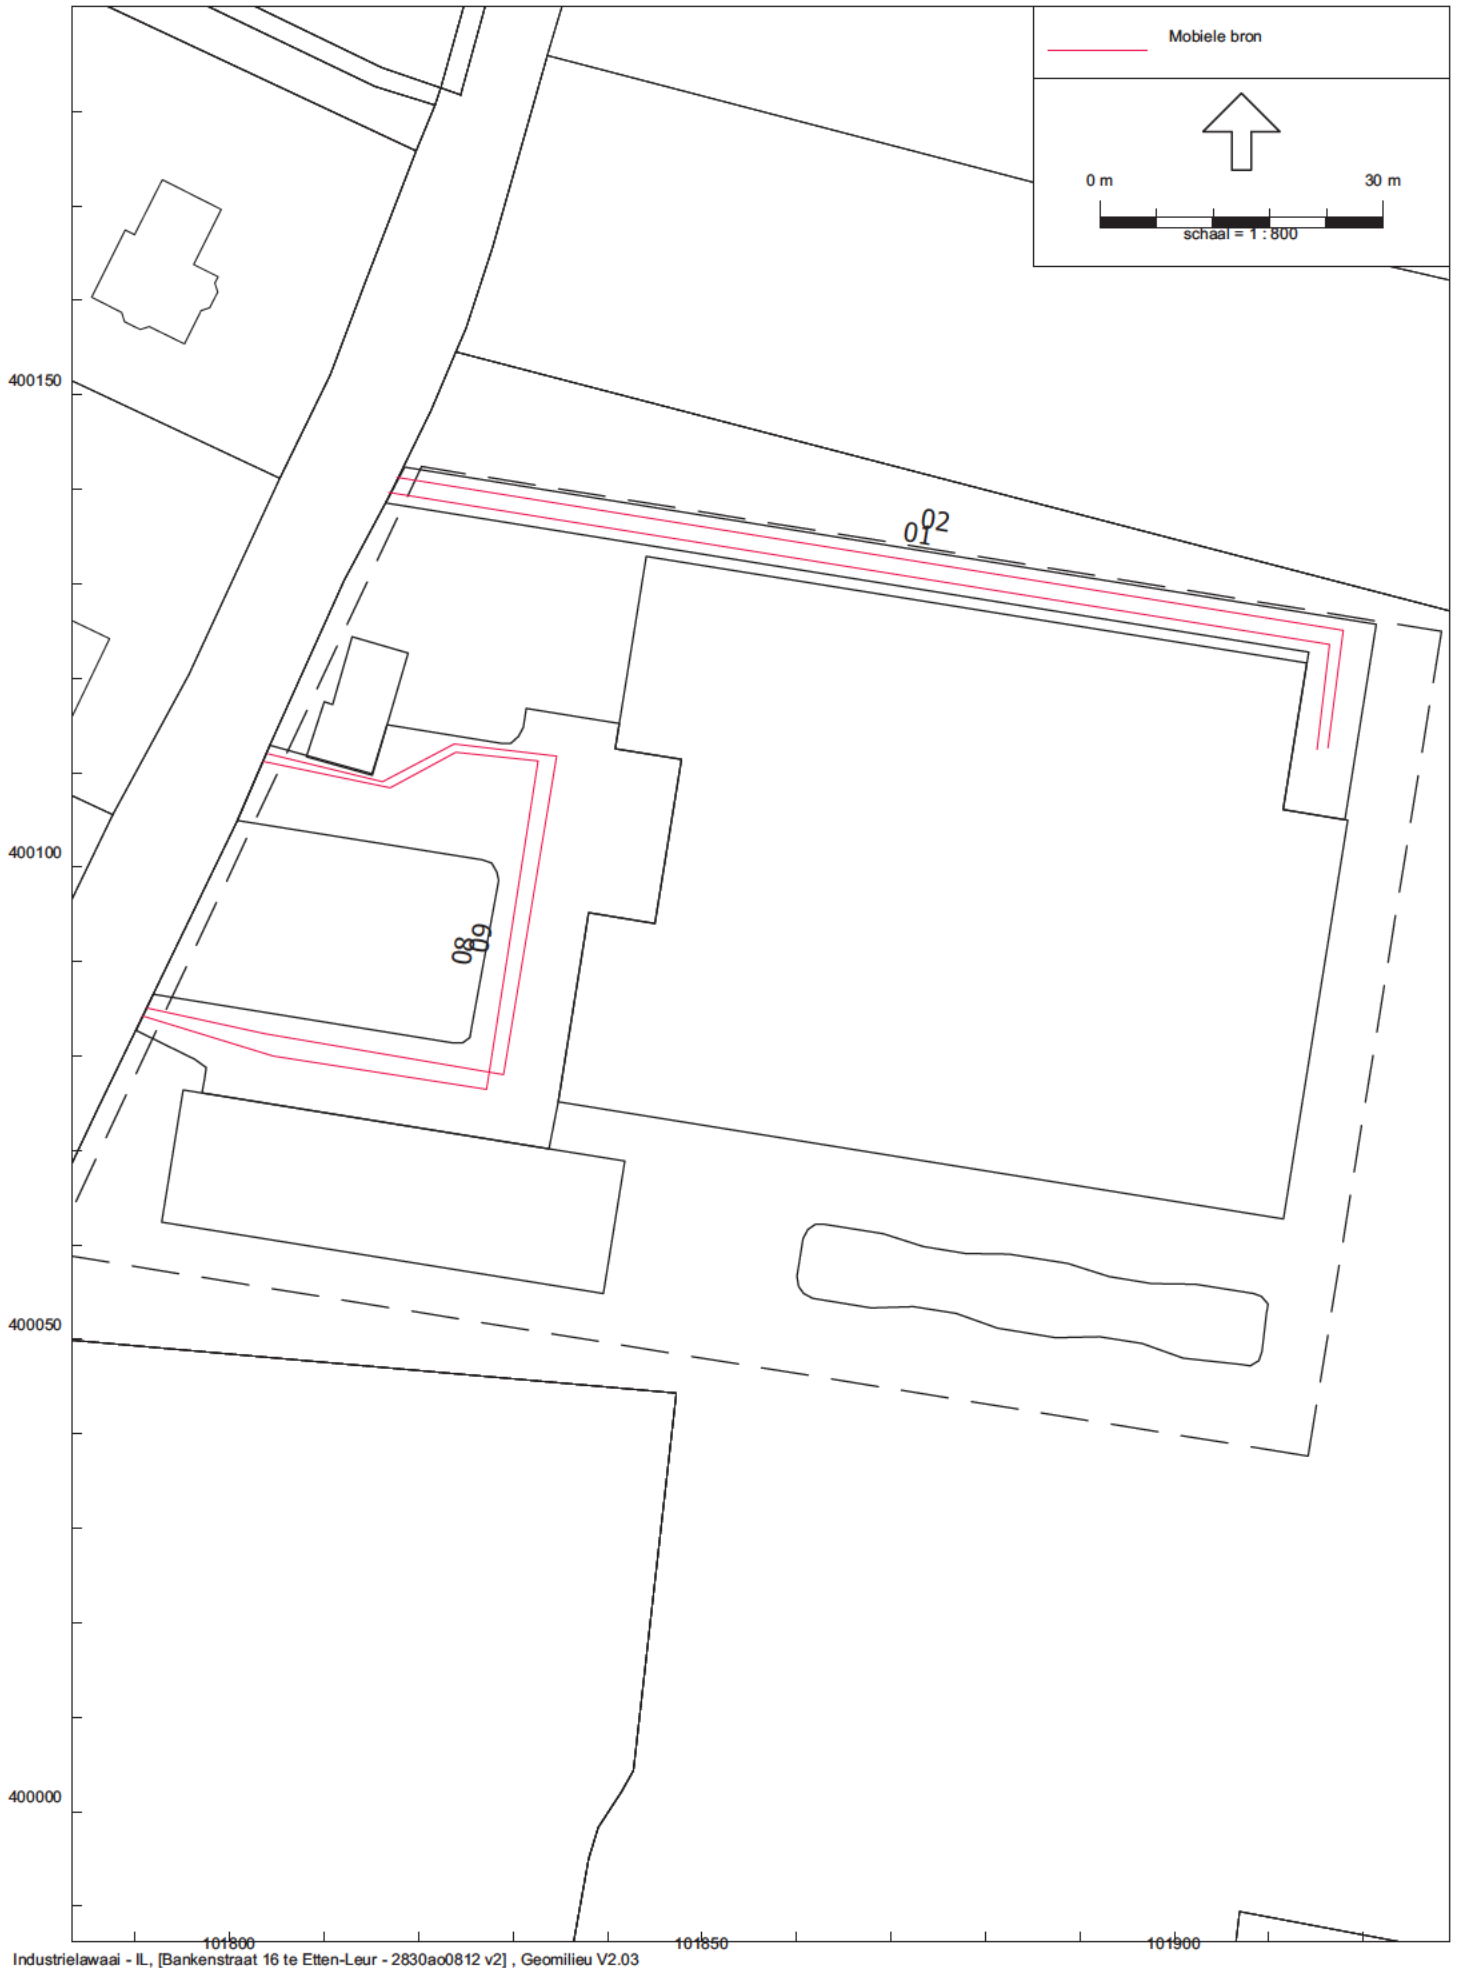 Mobiele bron
0 m 30 m
schaal = 1 : 800
400150
02
01
400100
08
09
400050
400000
101800 101850 101900
Industrielawaai - IL, [Bankenstraat 16 te Etten-Leur - 2830ao0812 v2] , Geomilieu V2.03